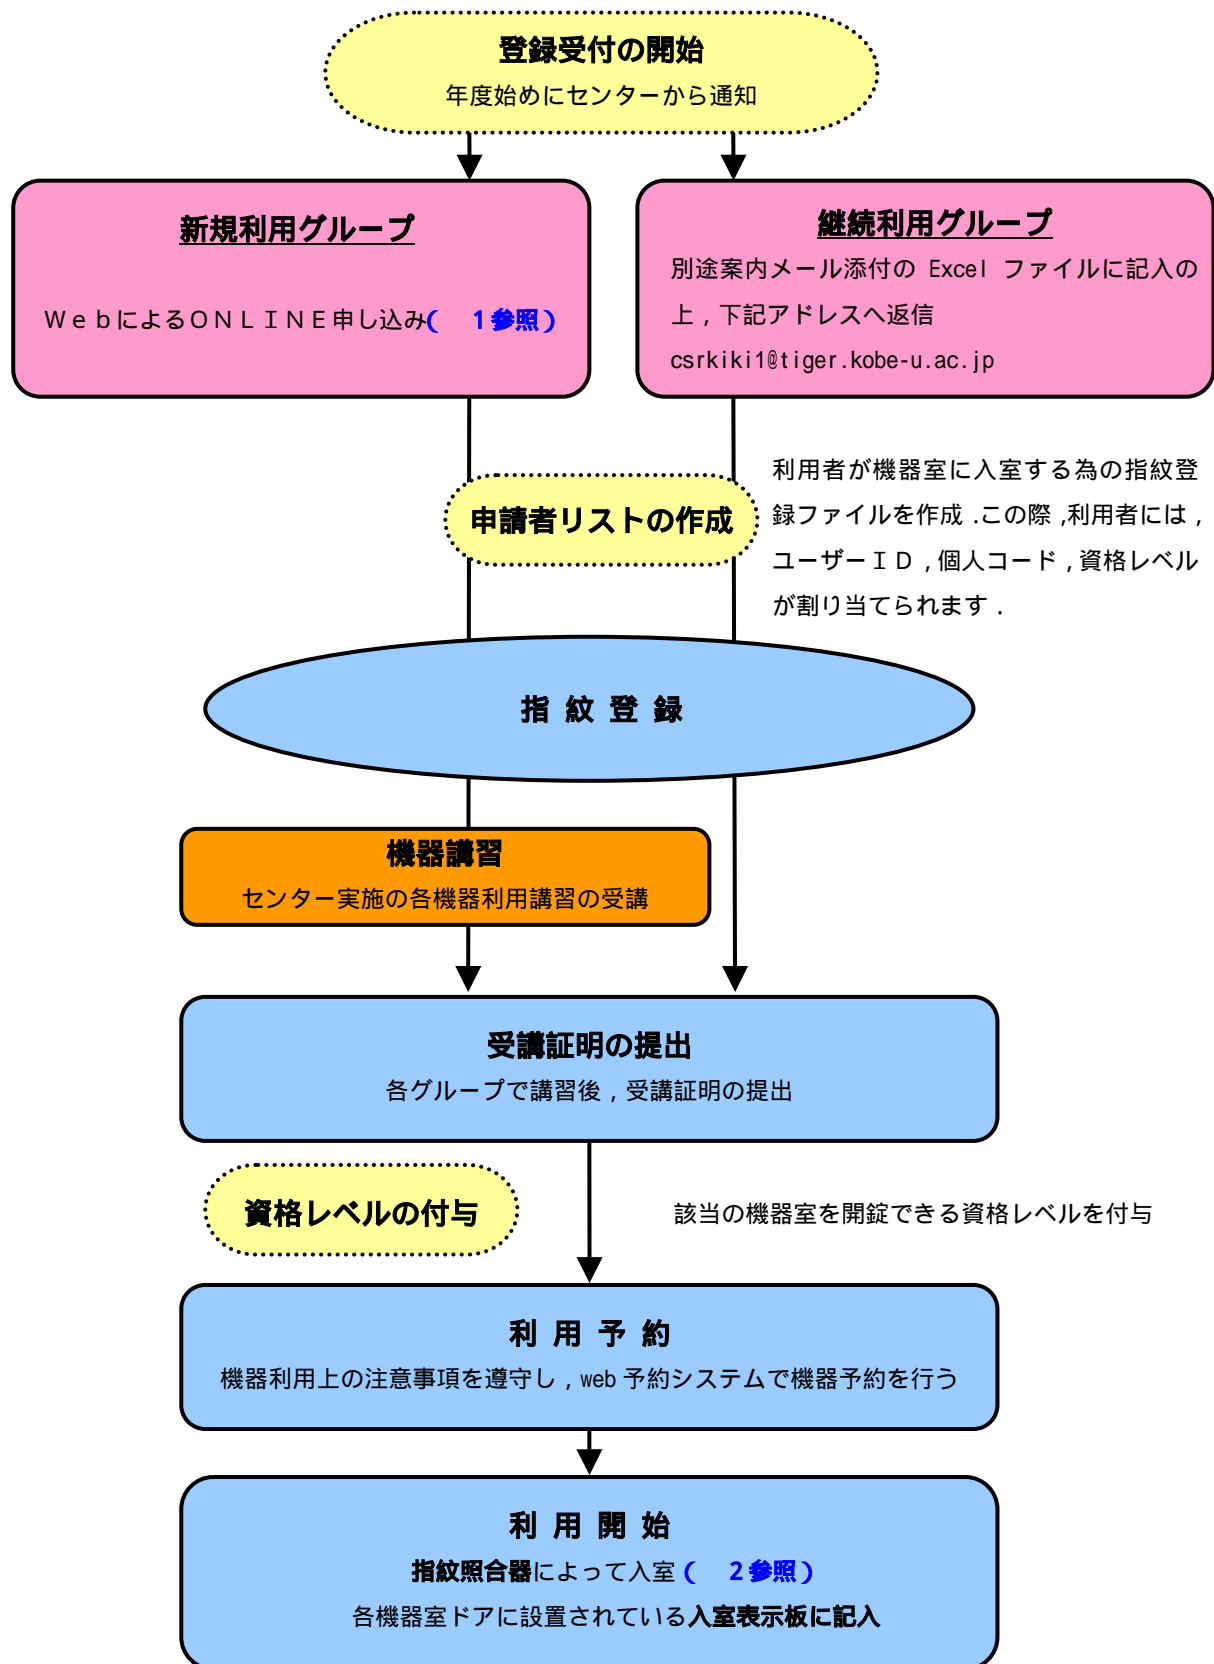 登録受付の開始
年度始めにセンターから通知
新規利用グループ
ＷｅｂによるＯＮＬＩＮＥ申し込み(　1参照)
継続利用グループ
別途案内メール添付の Excel ファイルに記入の
上，下記アドレスへ返信
csrkiki1@tiger.kobe-u.ac.jp
申請者リストの作成
利用者が機器室に入室する為の指紋登
録ファイルを作成．この際，利用者には，
ユーザーＩＤ，個人コード，資格レベル
が割り当てられます．
指 紋 登 録
機器講習
センター実施の各機器利用講習の受講
受講証明の提出
各グループで講習後，受講証明の提出
資格レベルの付与
該当の機器室を開錠できる資格レベルを付与
利 用 予 約
機器利用上の注意事項を遵守し，web 予約システムで機器予約を行う
利 用 開 始
指紋照合器によって入室(　2参照)
各機器室ドアに設置されている入室表示板に記入